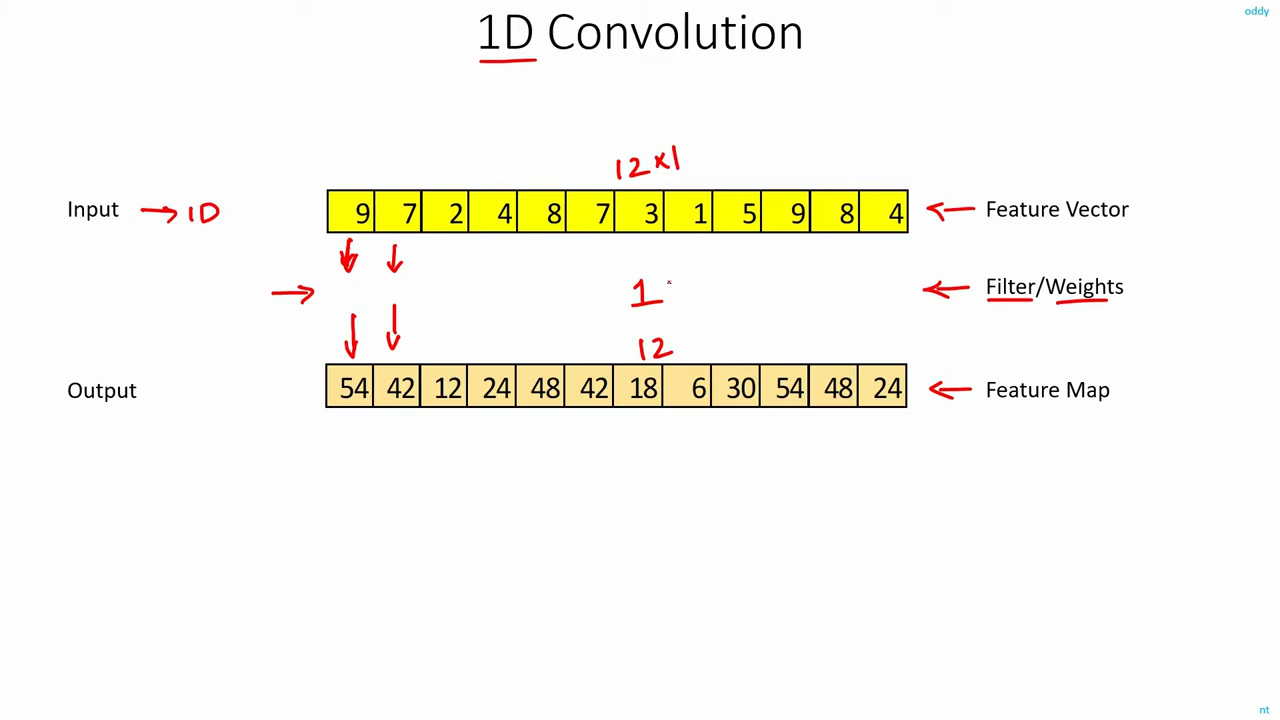 oddy
1D Convolution
12 x 1
Input → 1D 9 7 2 4 8 7 3 1 5 9 8 4 ← Feature Vector
→ 1 ← Filter/Weights
12
Output 54 42 12 24 48 42 18 6 30 54 48 24 ← Feature Map
nt